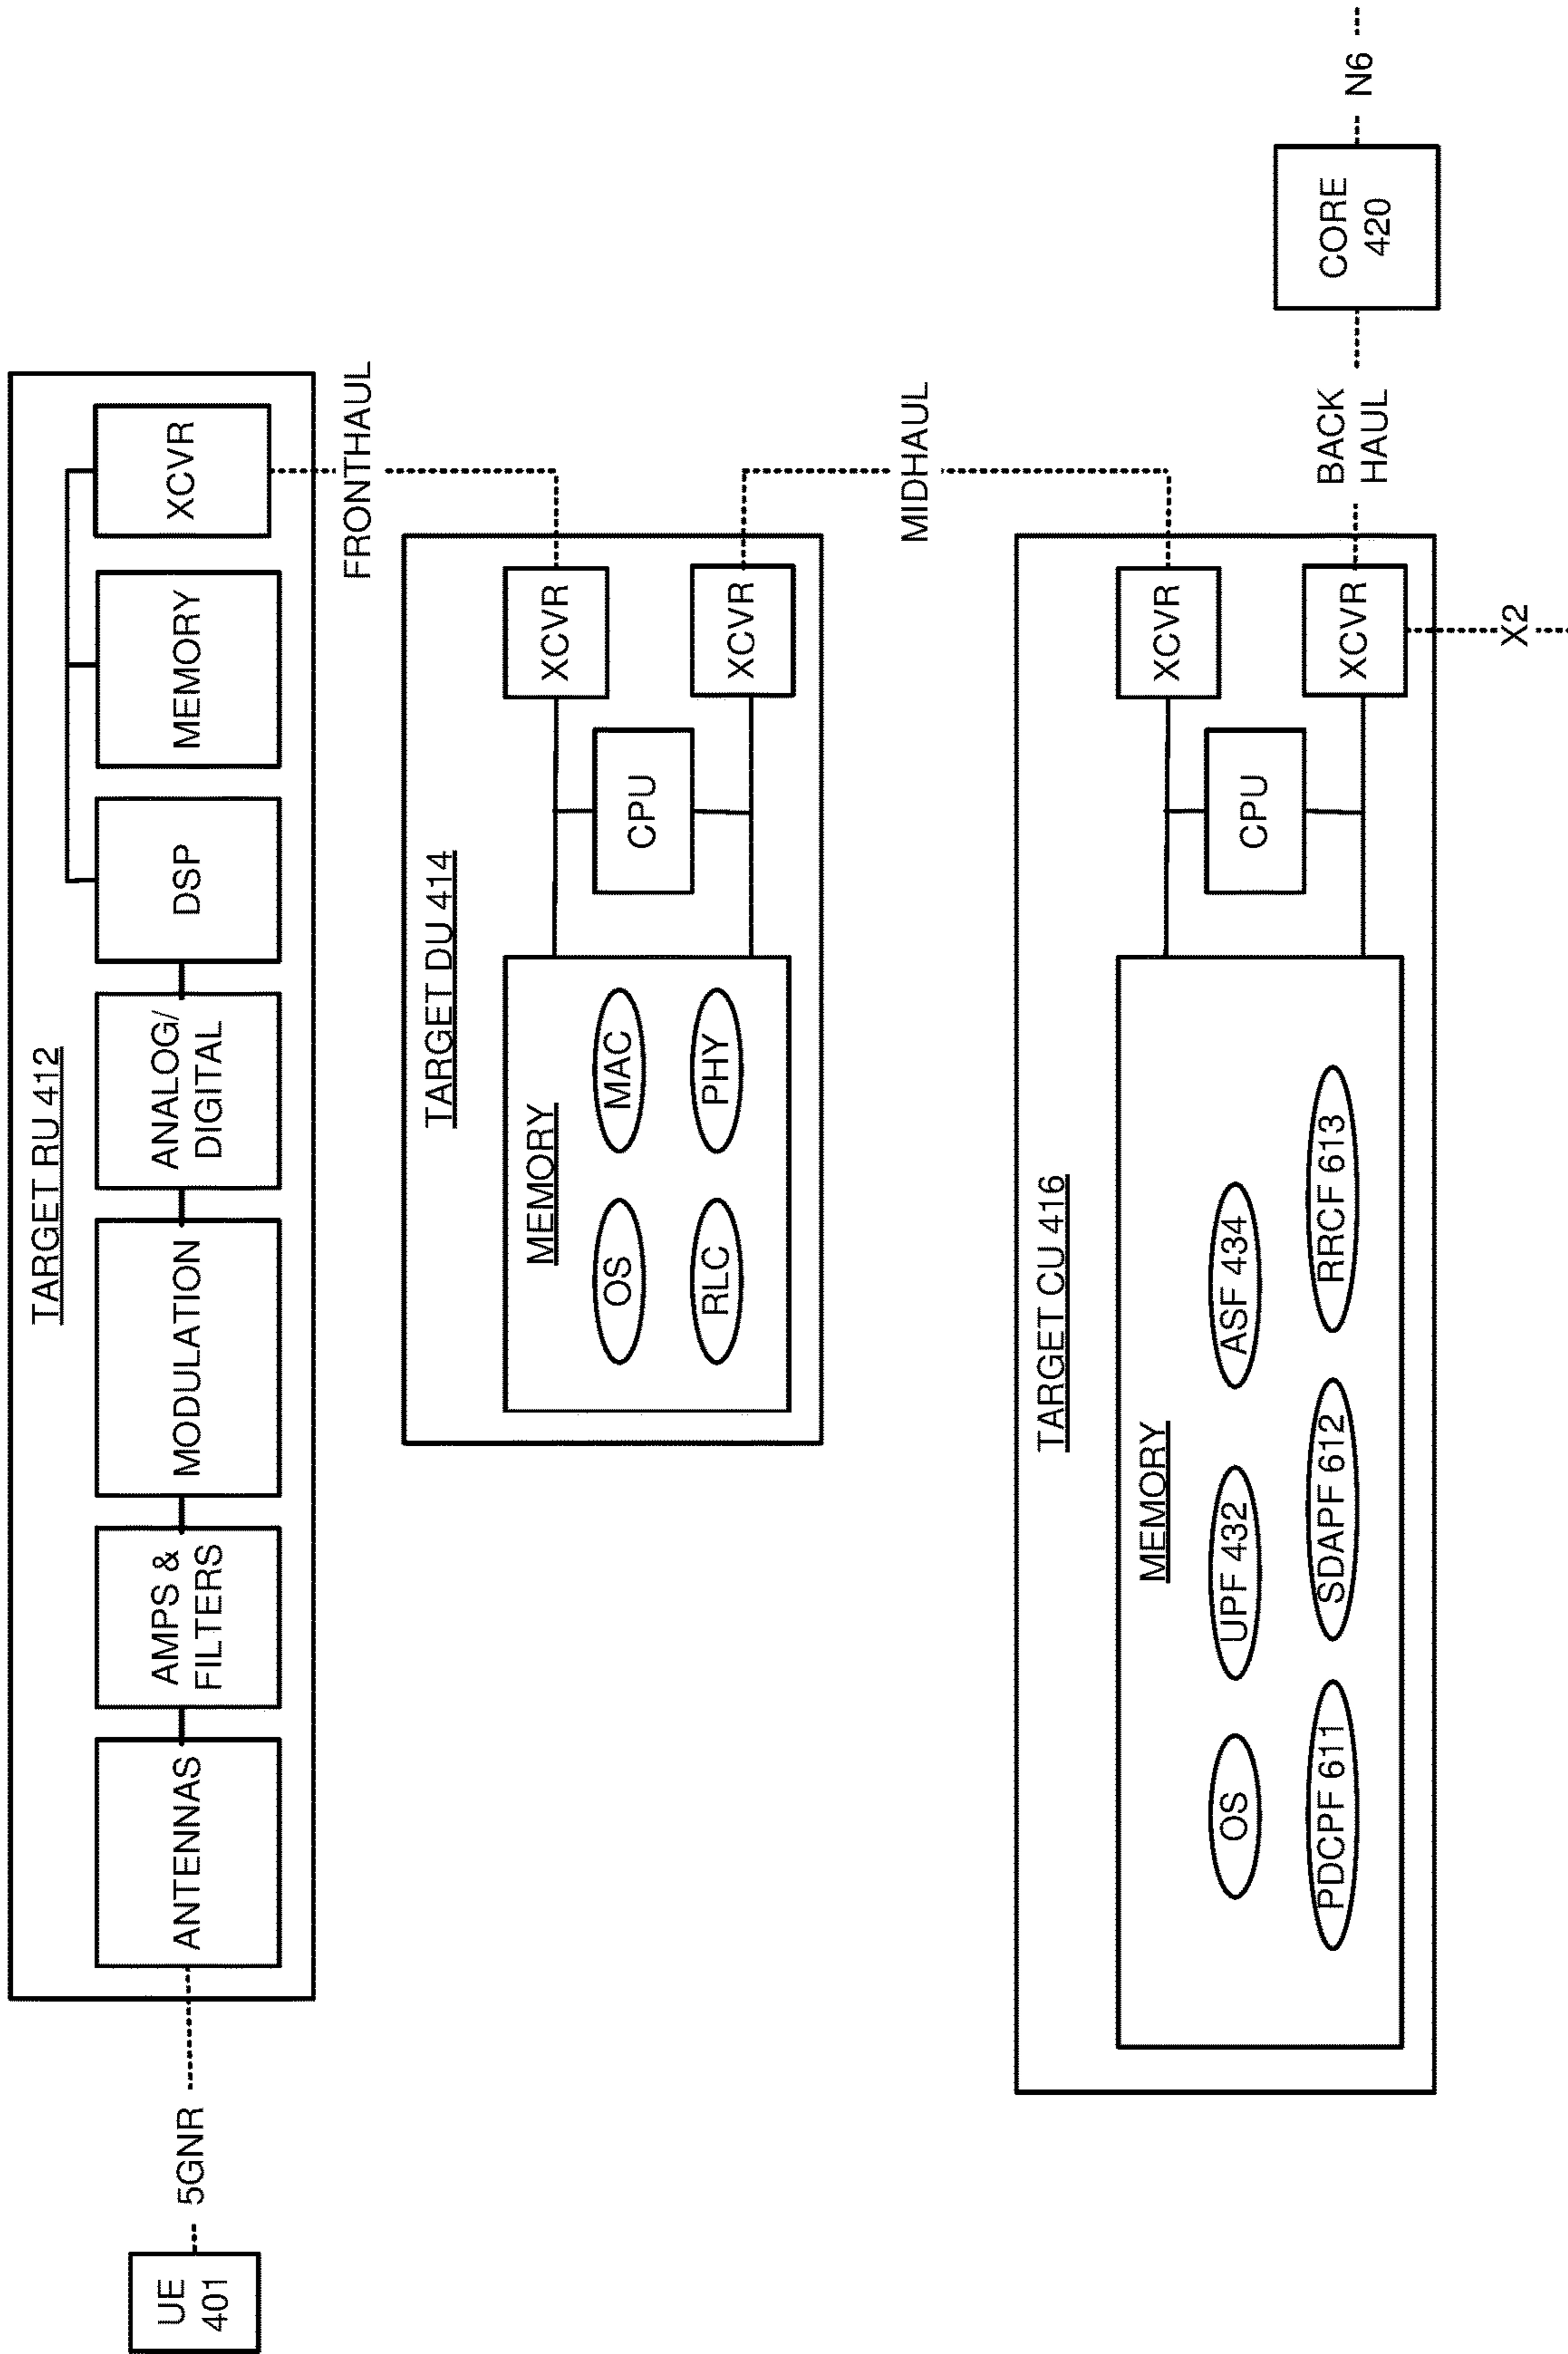 TARGET RU 412
UE
401
5GNR
ANTENNAS
AMPS &
FILTERS
MODULATION
ANALOG/
DIGITAL
DSP
MEMORY
XCVR
FRONTHAUL
TARGET DU 414
MEMORY
OS
MAC
RLC
PHY
CPU
XCVR
XCVR
MIDHAUL
TARGET CU 416
MEMORY
OS
UPF 432
ASF 434
PDCPF 611
SDAPF 612
RRCF 613
CPU
XCVR
XCVR
BACK
HAUL
CORE
420
N6
X2